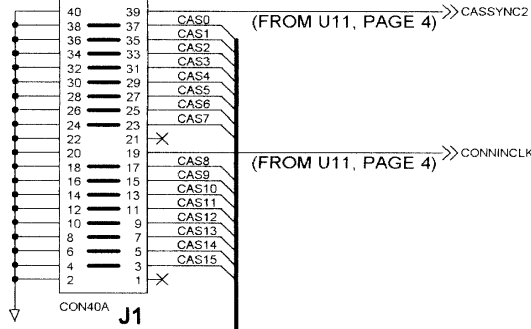 40 39 CASSYNC2
38 37 CAS0 (FROM U11, PAGE 4)
36 35 CAS1
34 33 CAS2
32 31 CAS3
30 29 CAS4
28 27 CAS5
26 25 CAS6
24 23 CAS7
22 21
20 19 CONNINCLK
18 17 CAS8 (FROM U11, PAGE 4)
16 15 CAS9
14 13 CAS10
12 11 CAS11
10 9 CAS12
8 7 CAS13
6 5 CAS14
4 3 CAS15
2 1
CON40A J1